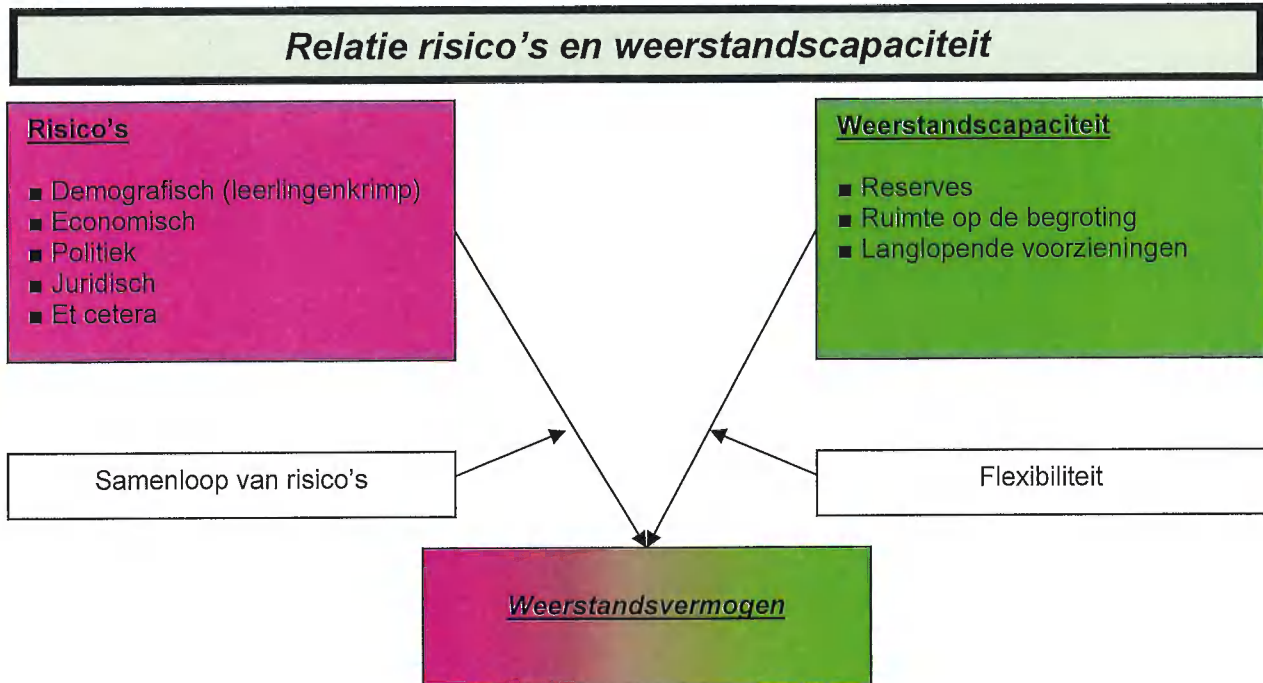 Relatie risico's en weerstandscapaciteit
Risico's
■ Demografisch (leerlingenkrimp)
■ Economisch
■ Politiek
■ Juridisch
■ Et cetera
Weerstandscapaciteit
■ Reserves
■ Ruimte op de begroting
■ Langlopende voorzieningen
Samenloop van risico's
Flexibiliteit
Weerstandsvermogen